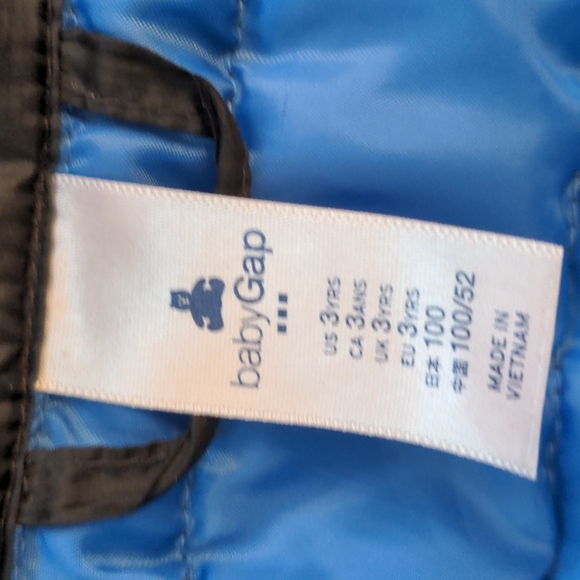 babyGap
US 3YRS
CA 3ANS
UK 3YRS
EU 3YRS
日本 100
中国 100/52
MADE IN
VIETNAM